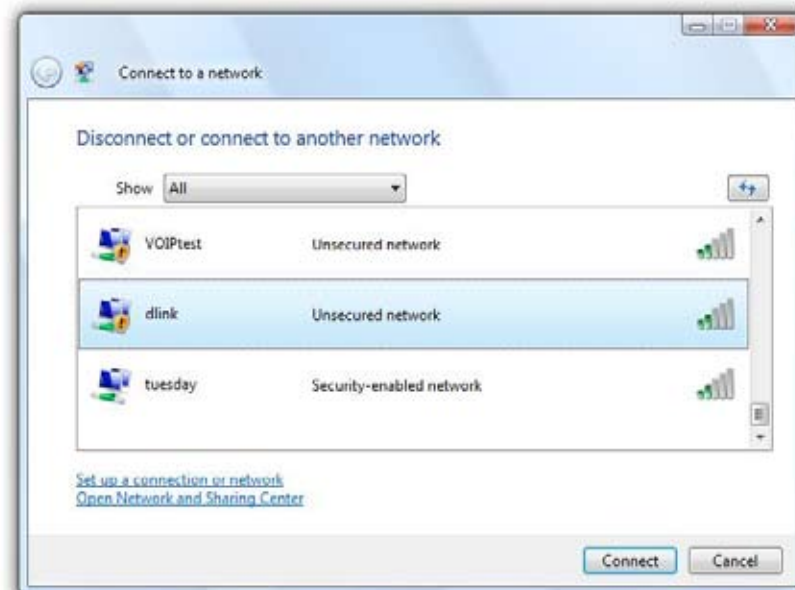 Connect to a network
Disconnect or connect to another network
Show All
VOIPtest Unsecured network
dlink Unsecured network
tuesday Security-enabled network
Set up a connection or network
Open Network and Sharing Center
Connect Cancel